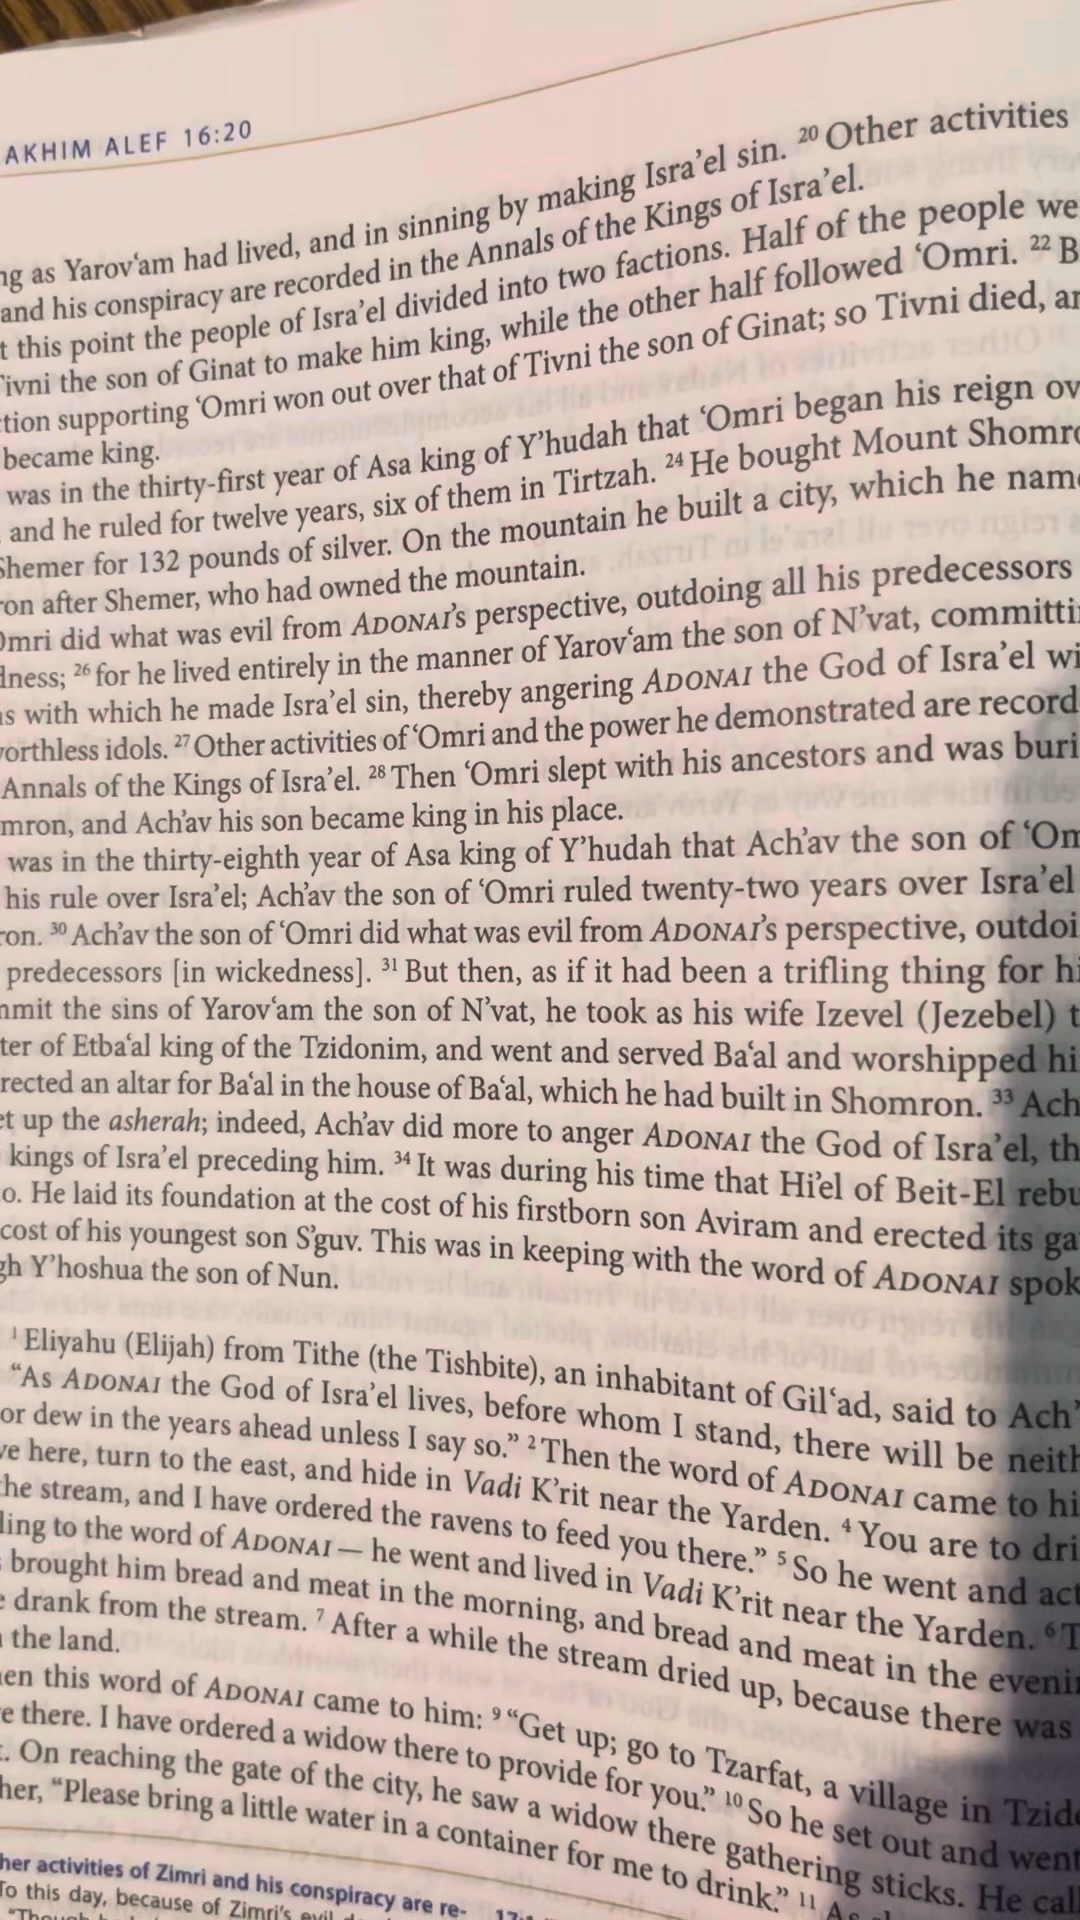 AKHIM ALEF 16:20
ng as Yarov‘am had lived, and in sinning by making Isra’el sin. 20 Other activities
and his conspiracy are recorded in the Annals of the Kings of Isra’el.
t this point the people of Isra’el divided into two factions. Half of the people we
Tivni the son of Ginat to make him king, while the other half followed ‘Omri. 22 B
ction supporting ‘Omri won out over that of Tivni the son of Ginat; so Tivni died, an
became king.
was in the thirty-first year of Asa king of Y’hudah that ‘Omri began his reign ov
, and he ruled for twelve years, six of them in Tirtzah. 24 He bought Mount Shomro
Shemer for 132 pounds of silver. On the mountain he built a city, which he name
ron after Shemer, who had owned the mountain.
Omri did what was evil from ADONAI’s perspective, outdoing all his predecessors
dness; 26 for he lived entirely in the manner of Yarov‘am the son of N’vat, committin
ns with which he made Isra’el sin, thereby angering ADONAI the God of Isra’el wi
orthless idols. 27 Other activities of ‘Omri and the power he demonstrated are record
Annals of the Kings of Isra’el. 28 Then ‘Omri slept with his ancestors and was buri
mron, and Ach’av his son became king in his place.
was in the thirty-eighth year of Asa king of Y’hudah that Ach’av the son of ‘Om
his rule over Isra’el; Ach’av the son of ‘Omri ruled twenty-two years over Isra’el
ron. 30 Ach’av the son of ‘Omri did what was evil from ADONAI’s perspective, outdoi
predecessors [in wickedness]. 31 But then, as if it had been a trifling thing for hi
mmit the sins of Yarov‘am the son of N’vat, he took as his wife Izevel (Jezebel) t
ter of Etba‘al king of the Tzidonim, and went and served Ba‘al and worshipped hi
rected an altar for Ba‘al in the house of Ba‘al, which he had built in Shomron. 33 Ach
et up the asherah; indeed, Ach’av did more to anger ADONAI the God of Isra’el, th
kings of Isra’el preceding him. 34 It was during his time that Hi’el of Beit-El rebu
o. He laid its foundation at the cost of his firstborn son Aviram and erected its ga
cost of his youngest son S’guv. This was in keeping with the word of ADONAI spok
gh Y’hoshua the son of Nun.
1 Eliyahu (Elijah) from Tithe (the Tishbite), an inhabitant of Gil‘ad, said to Ach’
“As ADONAI the God of Isra’el lives, before whom I stand, there will be neith
or dew in the years ahead unless I say so.” 2 Then the word of ADONAI came to hi
ve here, turn to the east, and hide in Vadi K’rit near the Yarden. 4 You are to dri
the stream, and I have ordered the ravens to feed you there.” 5 So he went and act
ding to the word of ADONAI — he went and lived in Vadi K’rit near the Yarden. 6 T
brought him bread and meat in the morning, and bread and meat in the evenin
e drank from the stream. 7 After a while the stream dried up, because there was
the land.
hen this word of ADONAI came to him: 9 “Get up; go to Tzarfat, a village in Tzido
e there. I have ordered a widow there to provide for you.” 10 So he set out and went
. On reaching the gate of the city, he saw a widow there gathering sticks. He call
her, “Please bring a little water in a container for me to drink.” 11 As
her activities of Zimri and his conspiracy are re-
To this day, because of Zimri’s evil